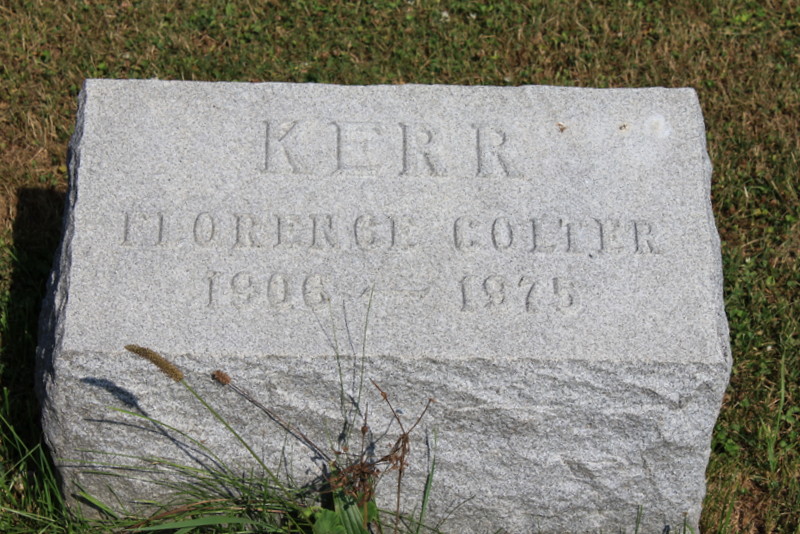 KERR
FLORENCE COLTER
1906 — 1975